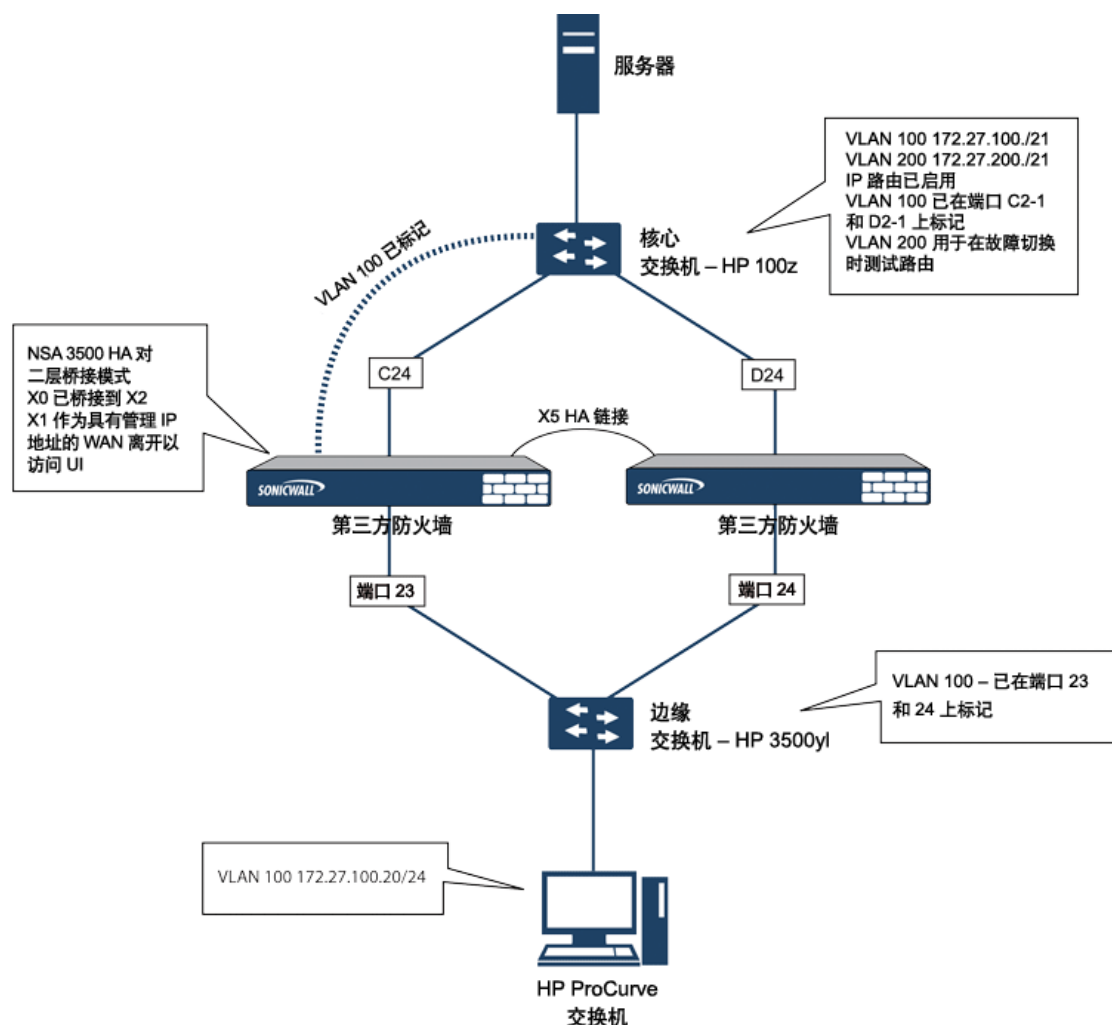 服务器
VLAN 100 172.27.100./21
VLAN 200 172.27.200./21
IP 路由已启用
VLAN 100 已在端口 C2-1
和 D2-1 上标记
VLAN 200 用于在故障切换
时测试路由
核心
交换机 – HP 100z
VLAN 100 已标记
NSA 3500 HA 对
二层桥接模式
X0 已桥接到 X2
X1 作为具有管理 IP
地址的 WAN 离开以
访问 UI
C24
D24
X5 HA 链接
SONICWALL
SONICWALL
第三方防火墙
第三方防火墙
端口 23
端口 24
VLAN 100 – 已在端口 23
和 24 上标记
边缘
交换机 – HP 3500yl
VLAN 100 172.27.100.20/24
HP ProCurve
交换机